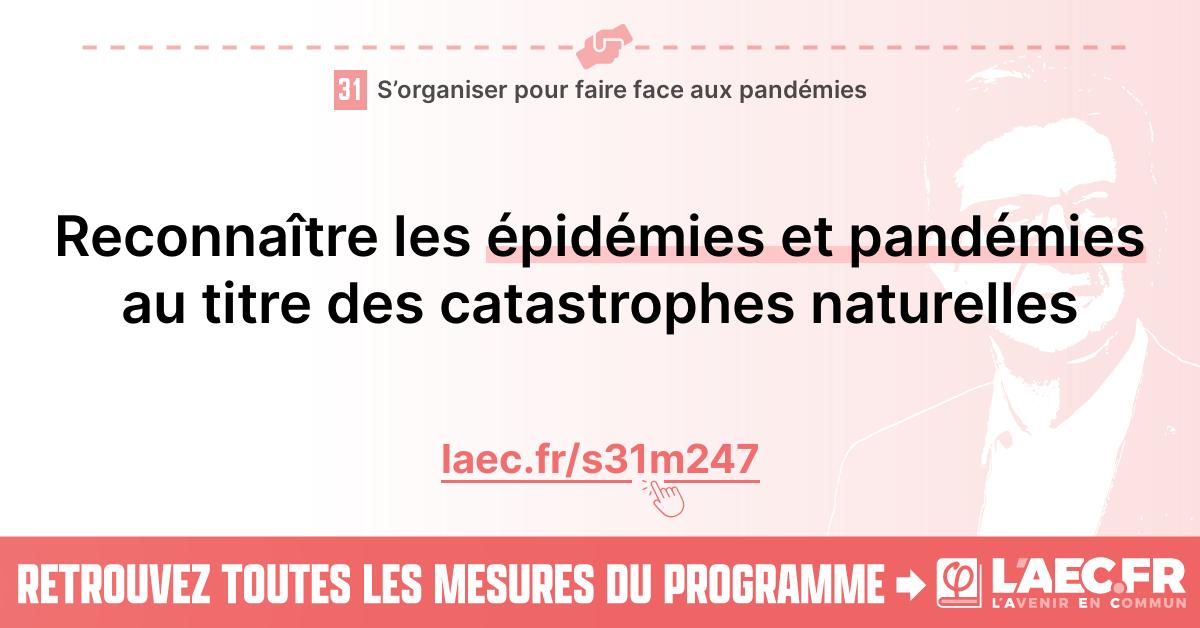 31 S’organiser pour faire face aux pandémies
Reconnaître les épidémies et pandémies
au titre des catastrophes naturelles
laec.fr/s31m247
RETROUVEZ TOUTES LES MESURES DU PROGRAMME
L'AEC.FR
L'AVENIR EN COMMUN